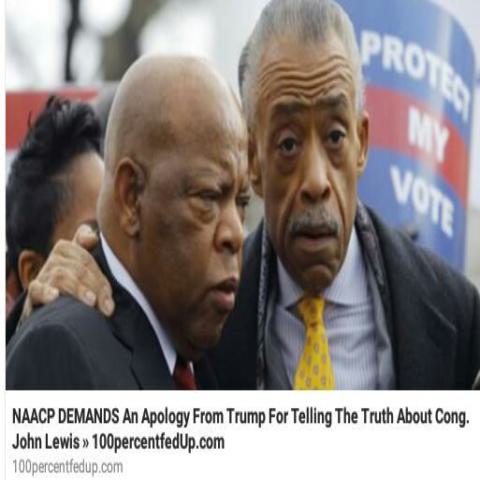 PROTECT
MY
VOTE
NAACP DEMANDS An Apology From Trump For Telling The Truth About Cong.
John Lewis » 100percentfedUp.com
100percentfedup.com